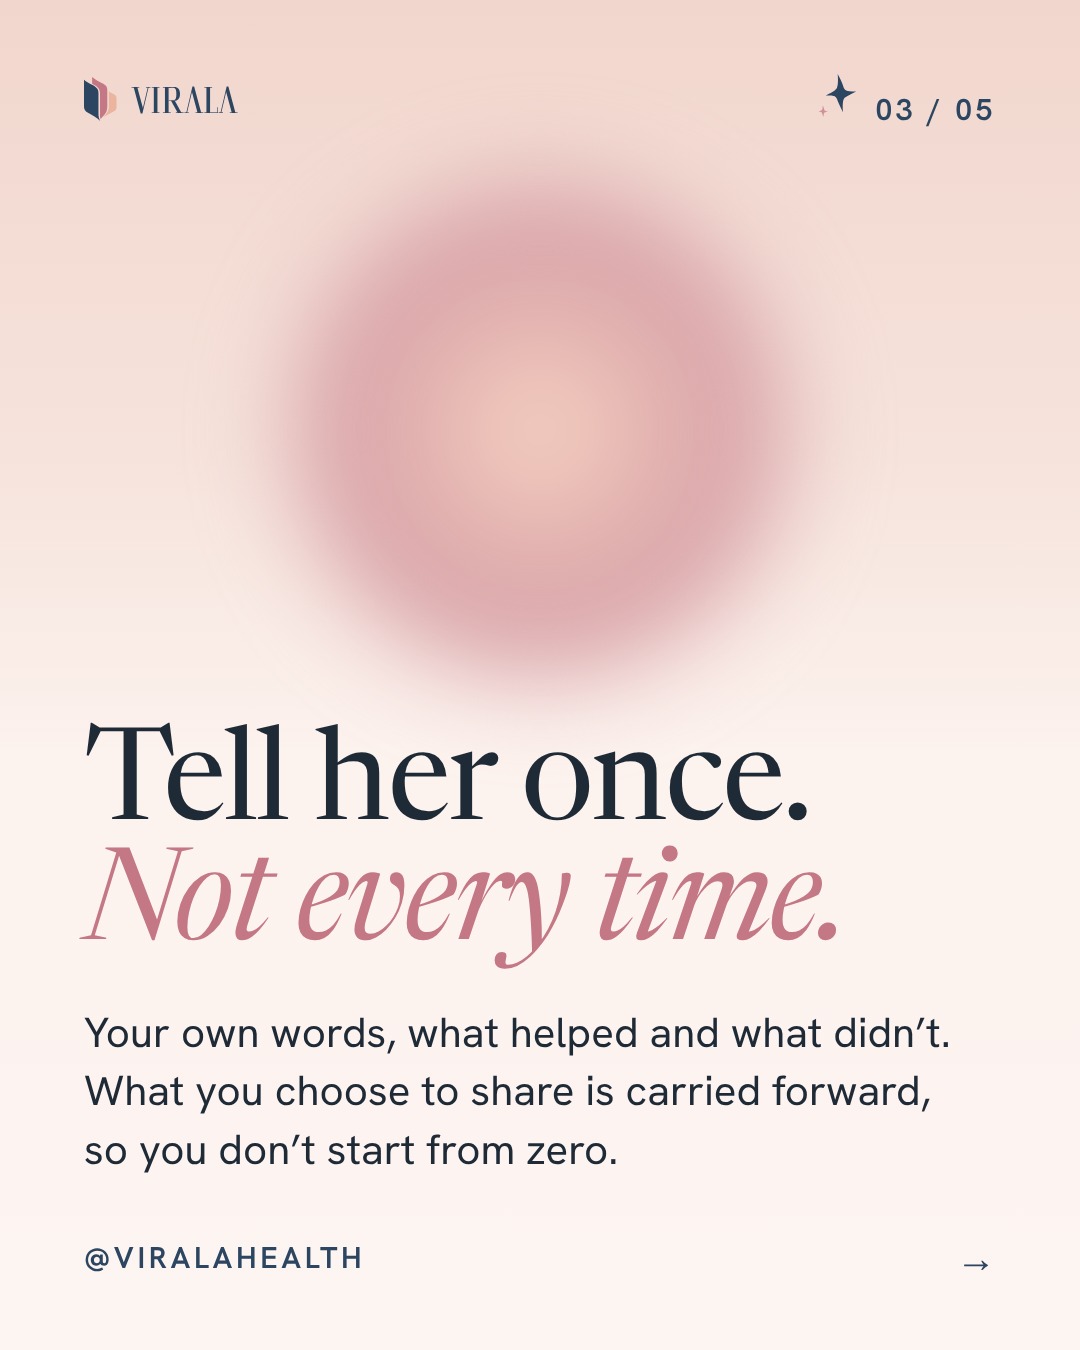 VIRALA
03 / 05
Tell her once.
Not every time.
Your own words, what helped and what didn’t.
What you choose to share is carried forward,
so you don’t start from zero.
@VIRALAHEALTH
→